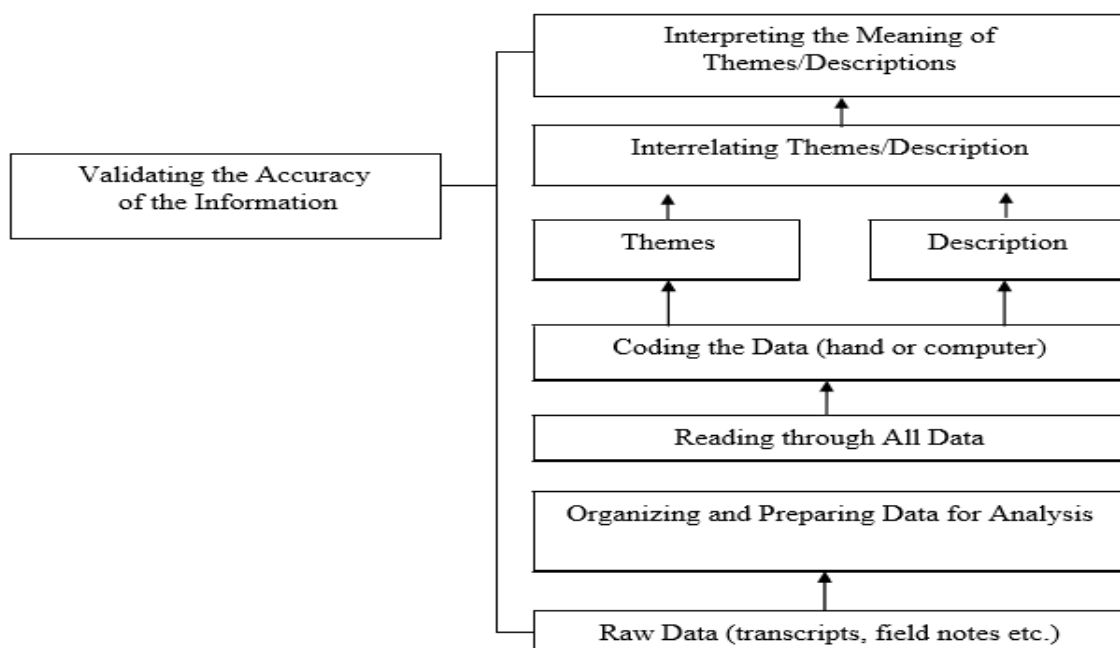 Interpreting the Meaning of
Themes/Descriptions
Interrelating Themes/Description
Validating the Accuracy
of the Information
Themes
Description
Coding the Data (hand or computer)
Reading through All Data
Organizing and Preparing Data for Analysis
Raw Data (transcripts, field notes etc.)